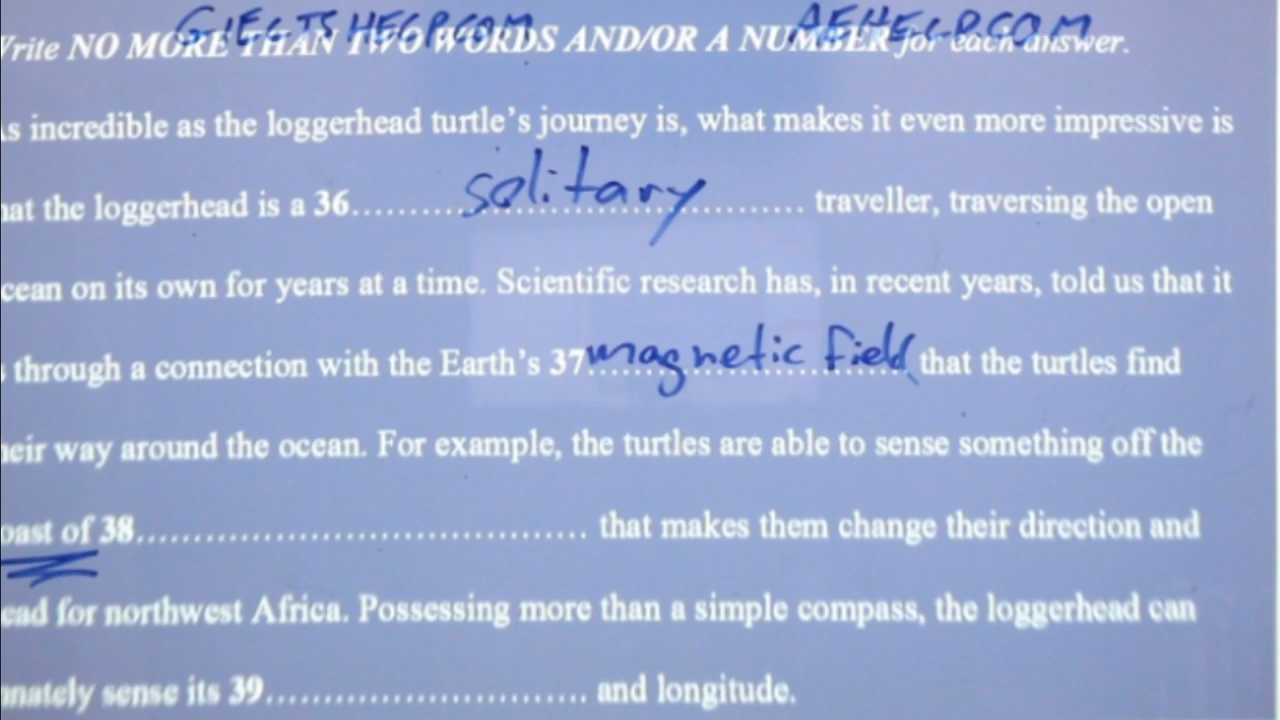 GIELTSHELP.COM AEHELP.COM
Write NO MORE THAN TWO WORDS AND/OR A NUMBER for each answer.
As incredible as the loggerhead turtle's journey is, what makes it even more impressive is
hat the loggerhead is a 36..........solitary.......... traveller, traversing the open
cean on its own for years at a time. Scientific research has, in recent years, told us that it
s through a connection with the Earth's 37 magnetic field that the turtles find
heir way around the ocean. For example, the turtles are able to sense something off the
oast of 38...................................... that makes them change their direction and
ead for northwest Africa. Possessing more than a simple compass, the loggerhead can
nnately sense its 39........................... and longitude.